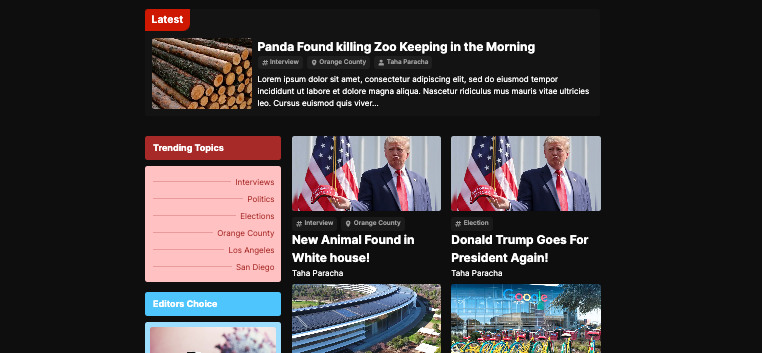 Latest
Panda Found killing Zoo Keeping in the Morning
# Interview Orange County Taha Paracha
Lorem ipsum dolor sit amet, consectetur adipiscing elit, sed do eiusmod tempor
incididunt ut labore et dolore magna aliqua. Nascetur ridiculus mus mauris vitae ultricies
leo. Cursus euismod quis viver...
Trending Topics
Interviews
Politics
Elections
Orange County
Los Angeles
San Diego
Editors Choice
# Interview Orange County
New Animal Found in
White house!
Taha Paracha
# Election
Donald Trump Goes For
President Again!
Taha Paracha
Google